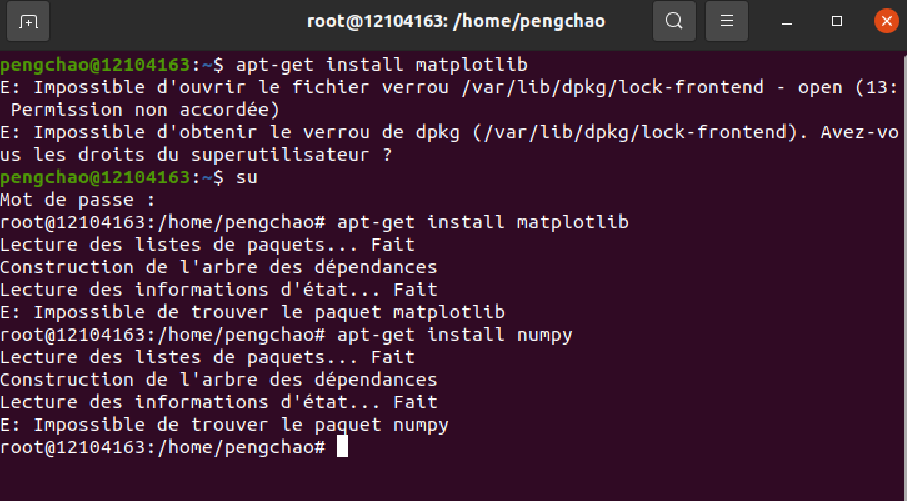 root@12104163: /home/pengchao
pengchao@12104163:~$ apt-get install matplotlib
E: Impossible d'ouvrir le fichier verrou /var/lib/dpkg/lock-frontend - open (13:
 Permission non accordée)
E: Impossible d'obtenir le verrou de dpkg (/var/lib/dpkg/lock-frontend). Avez-vo
us les droits du superutilisateur ?
pengchao@12104163:~$ su
Mot de passe :
root@12104163:/home/pengchao# apt-get install matplotlib
Lecture des listes de paquets... Fait
Construction de l'arbre des dépendances
Lecture des informations d'état... Fait
E: Impossible de trouver le paquet matplotlib
root@12104163:/home/pengchao# apt-get install numpy
Lecture des listes de paquets... Fait
Construction de l'arbre des dépendances
Lecture des informations d'état... Fait
E: Impossible de trouver le paquet numpy
root@12104163:/home/pengchao#